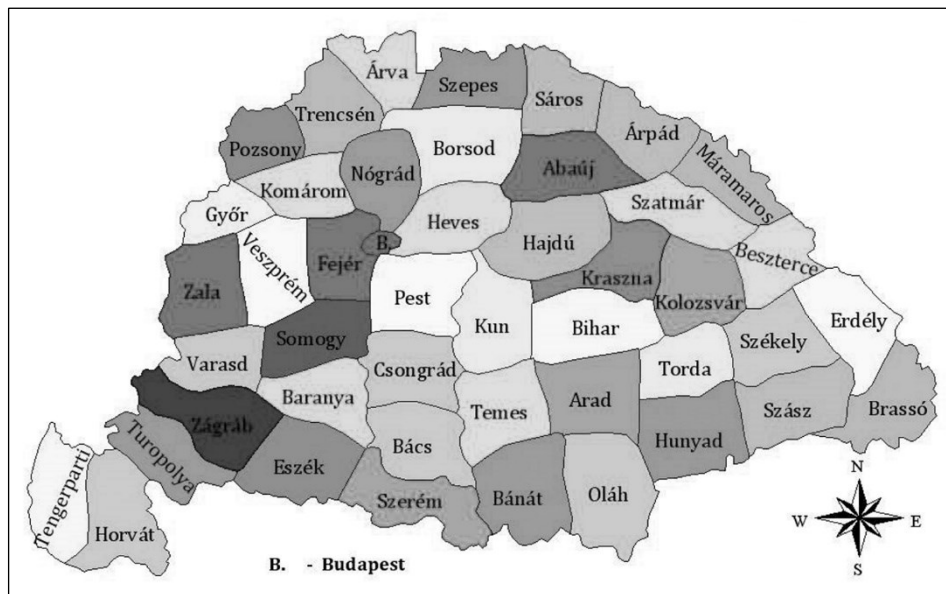 Árva
Szepes
Sáros
Trencsén
Árpád
Pozsony
Nógrád
Borsod
Abaúj
Máramaros
Komárom
Győr
Heves
Szatmár
Hajdú
B.
Veszprém
Fejér
Beszterce
Kraszna
Zala
Pest
Kolozsvár
Kun
Bihar
Erdély
Somogy
Székely
Varasd
Csongrád
Torda
Baranya
Temes
Arad
Szász
Brassó
Zágráb
Bács
Hunyad
Turopolya
Eszék
Szerém
Bánát
Oláh
Tengerparti
Horvát
N
W E
S
B. - Budapest